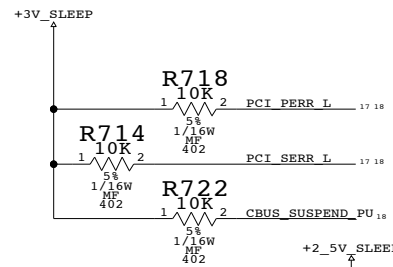 +3V_SLEEP
R718
10K
1 2 PCI_PERR_L 17 18
5%
1/16W
MF
402
R714
10K
1 2 PCI_SERR_L 17 18
5%
1/16W
MF
402
R722
10K
1 2 CBUS_SUSPEND_PU 18
5%
1/16W
MF
402
+2_5V_SLEEP